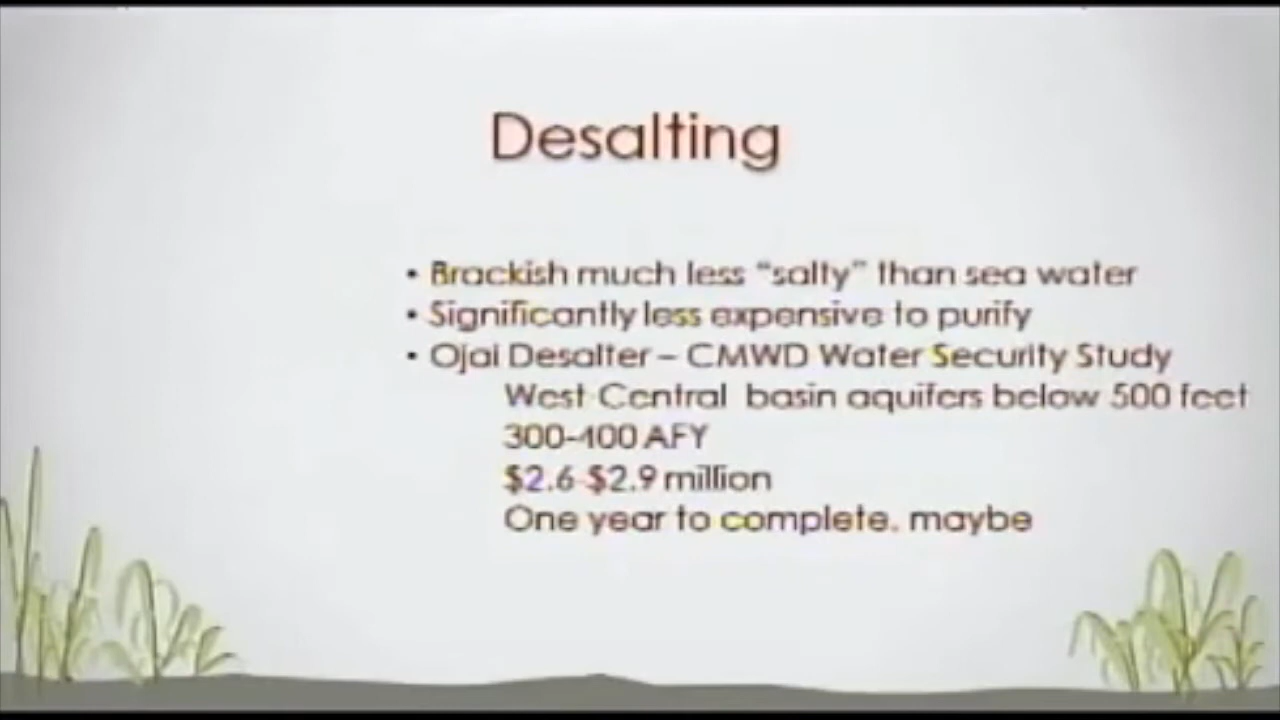 Desalting
• Brackish much less “salty” than sea water
• Significantly less expensive to purify
• Ojai Desalter – CMWD Water Security Study
West Central basin aquifers below 500 feet
300-400 AFY
$2.6-$2.9 million
One year to complete. maybe